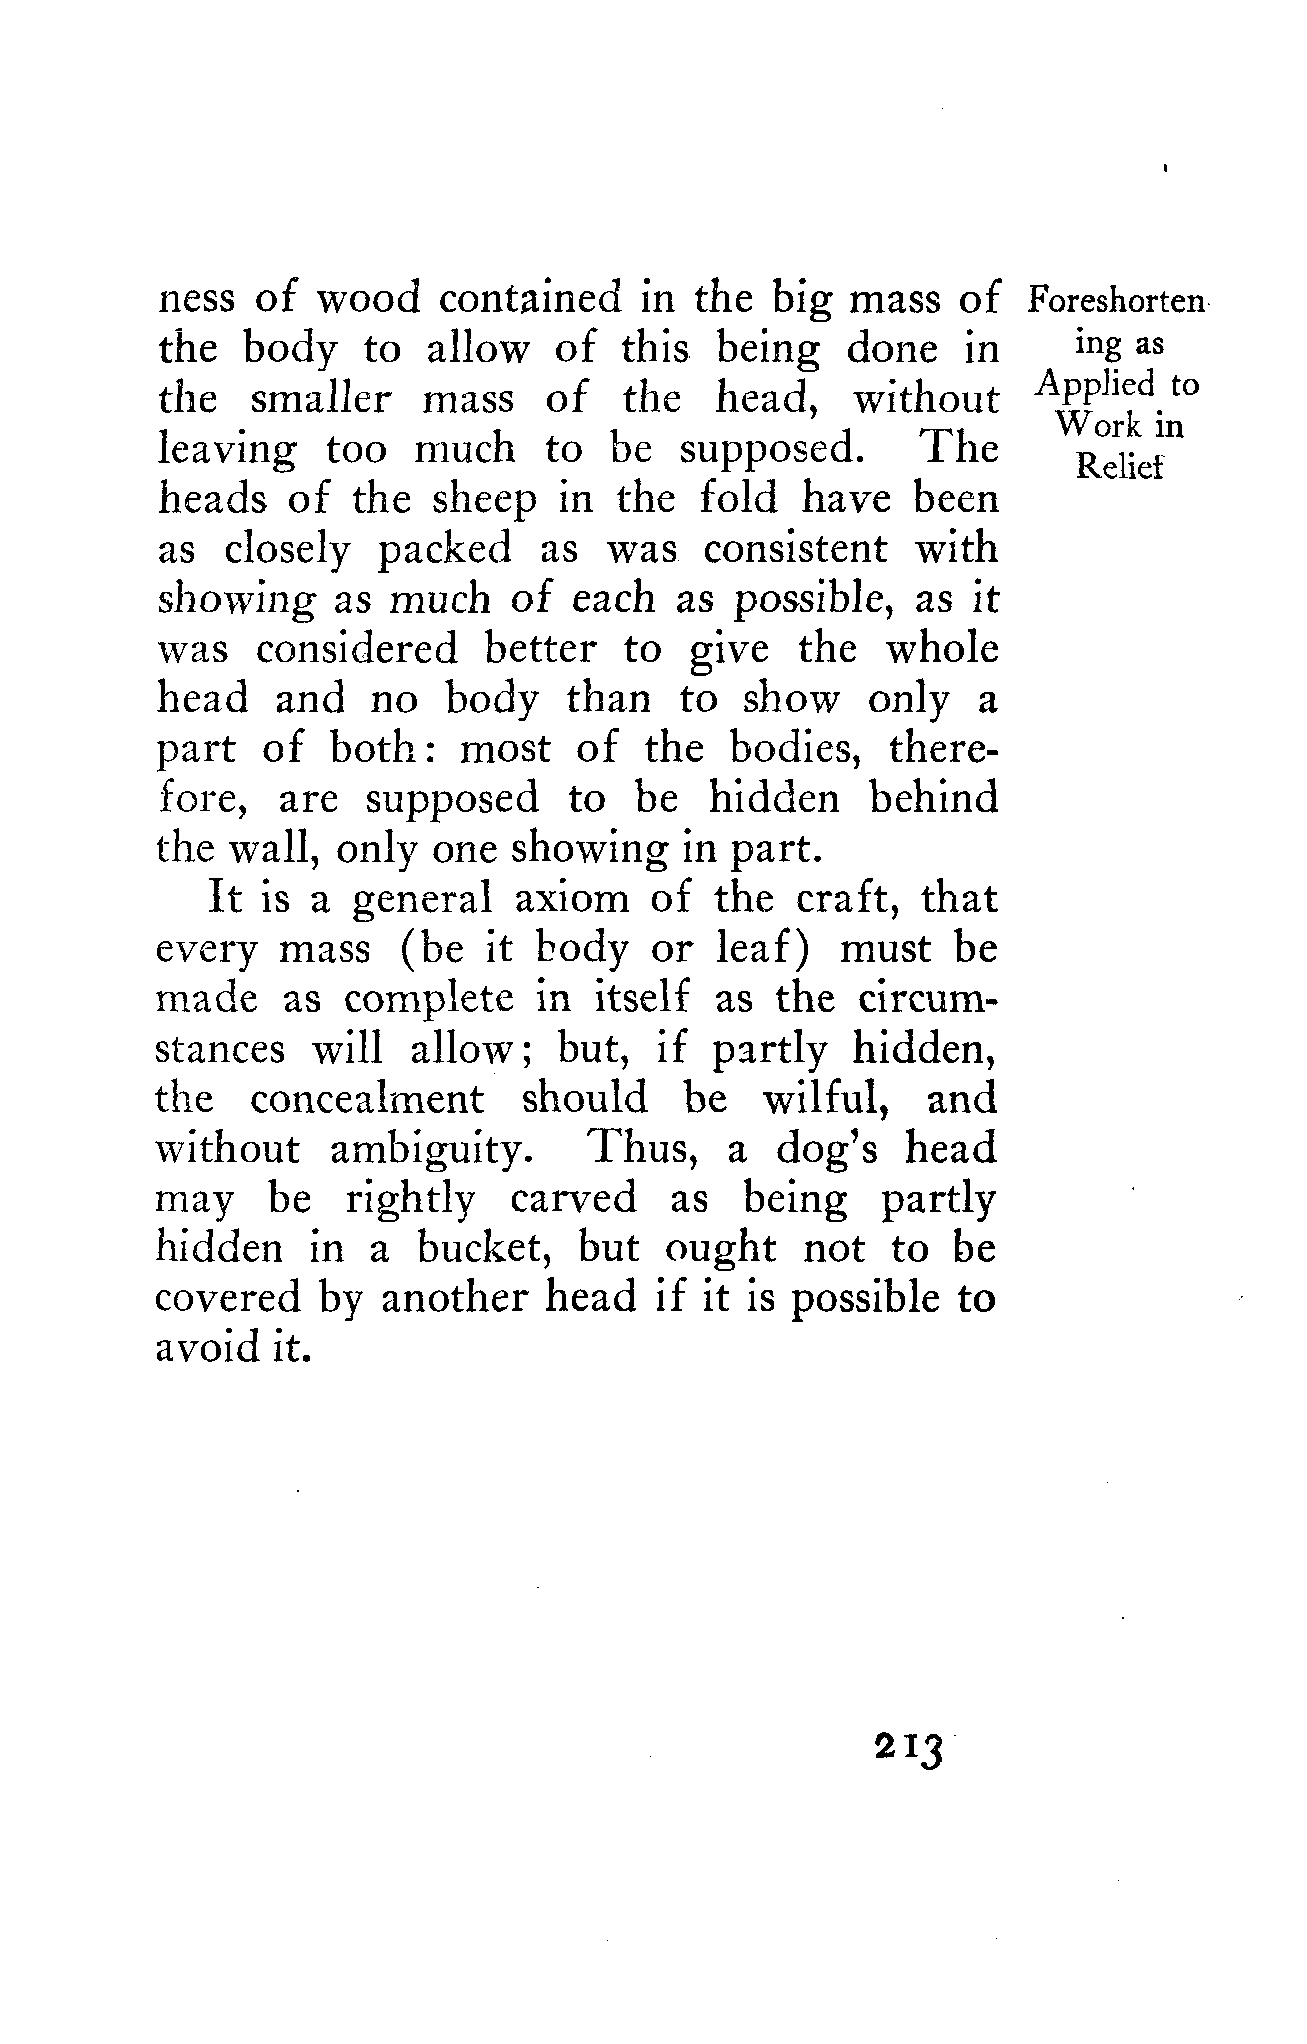 ness of wood contained in the big mass of
the body to allow of this being done in
the smaller mass of the head, without
leaving too much to be supposed. The
heads of the sheep in the fold have been
as closely packed as was consistent with
showing as much of each as possible, as it
was considered better to give the whole
head and no body than to show only a
part of both: most of the bodies, there-
fore, are supposed to be hidden behind
the wall, only one showing in part.
It is a general axiom of the craft, that
every mass (be it body or leaf) must be
made as complete in itself as the circum-
stances will allow; but, if partly hidden,
the concealment should be wilful, and
without ambiguity. Thus, a dog's head
may be rightly carved as being partly
hidden in a bucket, but ought not to be
covered by another head if it is possible to
avoid it.
Foreshorten-
ing as
Applied to
Work in
Relief
213